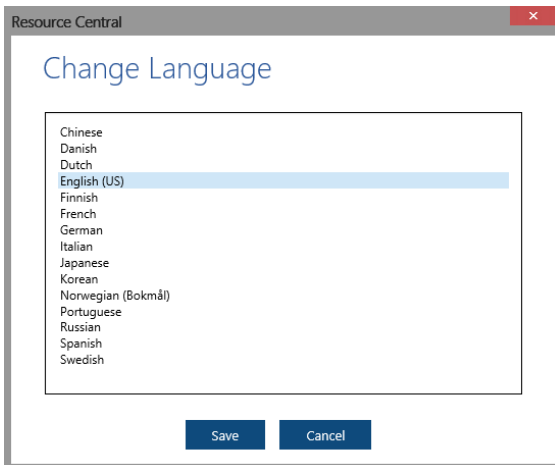 Resource Central
Change Language
Chinese
Danish
Dutch
English (US)
Finnish
French
German
Italian
Japanese
Korean
Norwegian (Bokmål)
Portuguese
Russian
Spanish
Swedish
Save
Cancel